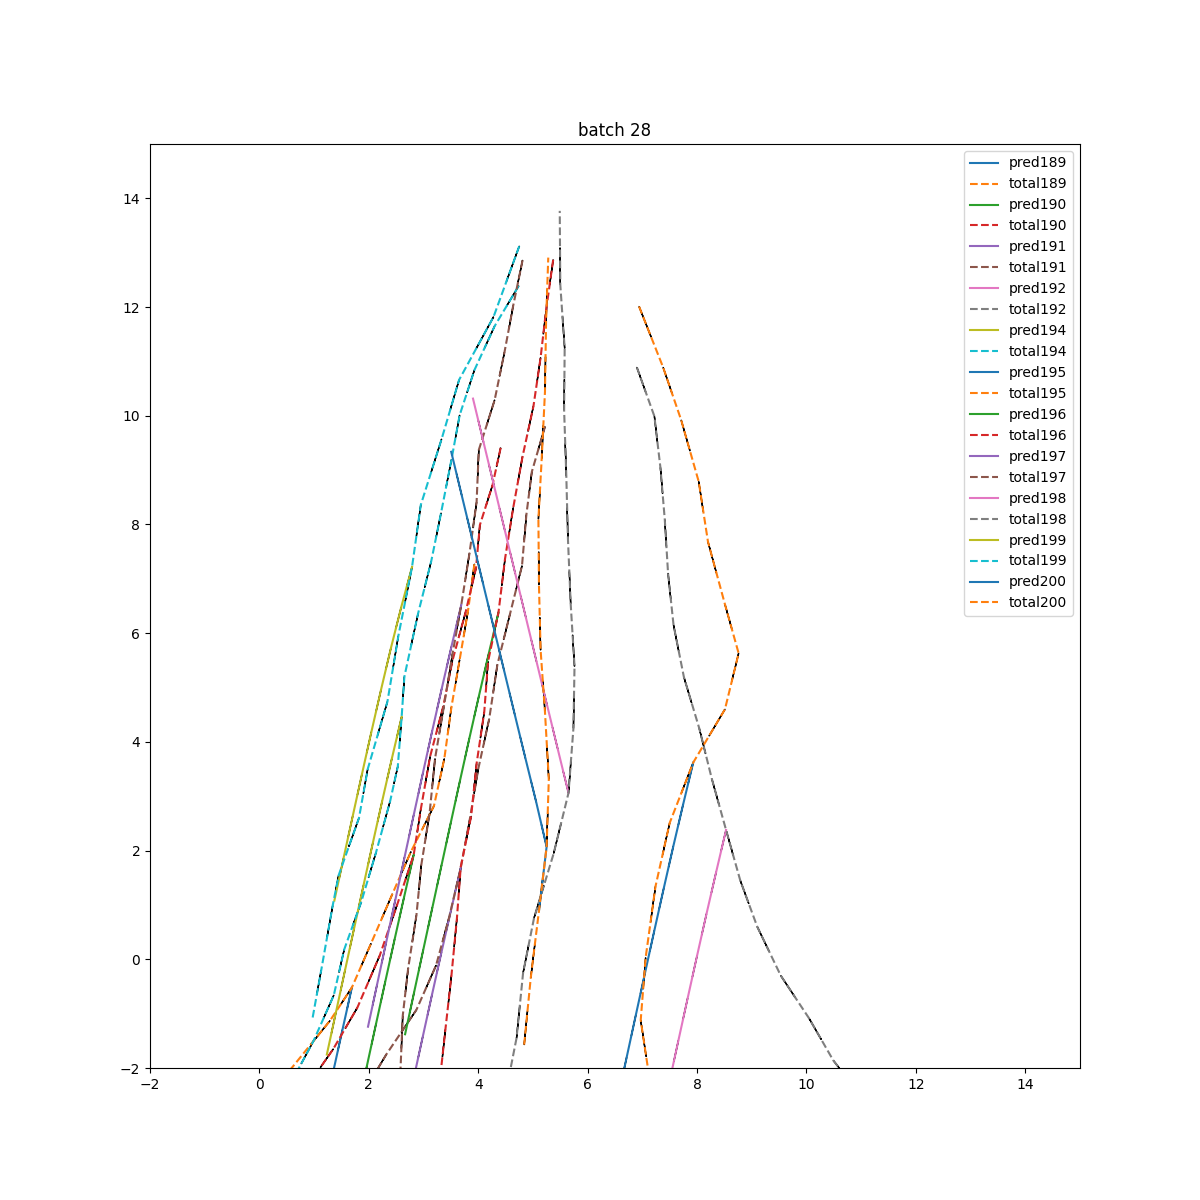 batch 28
pred189
total189
pred190
total190
pred191
total191
pred192
total192
pred194
total194
pred195
total195
pred196
total196
pred197
total197
pred198
total198
pred199
total199
pred200
total200
14
12
10
8
6
4
2
0
−2
−2 0 2 4 6 8 10 12 14